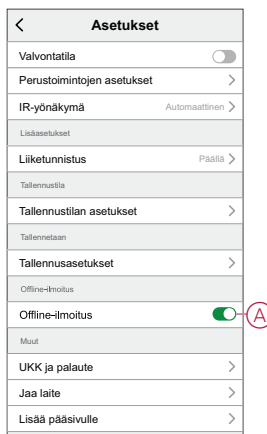 Asetukset
Valvontatila
Perustoimintojen asetukset
IR-yönäkymä Automaattinen
Lisäasetukset
Liiketunnistus Päällä
Tallennustila
Tallennustilan asetukset
Tallennetaan
Tallennusasetukset
Offline-ilmoitus
Offline-ilmoitus A
Muut
UKK ja palaute
Jaa laite
Lisää pääsivulle